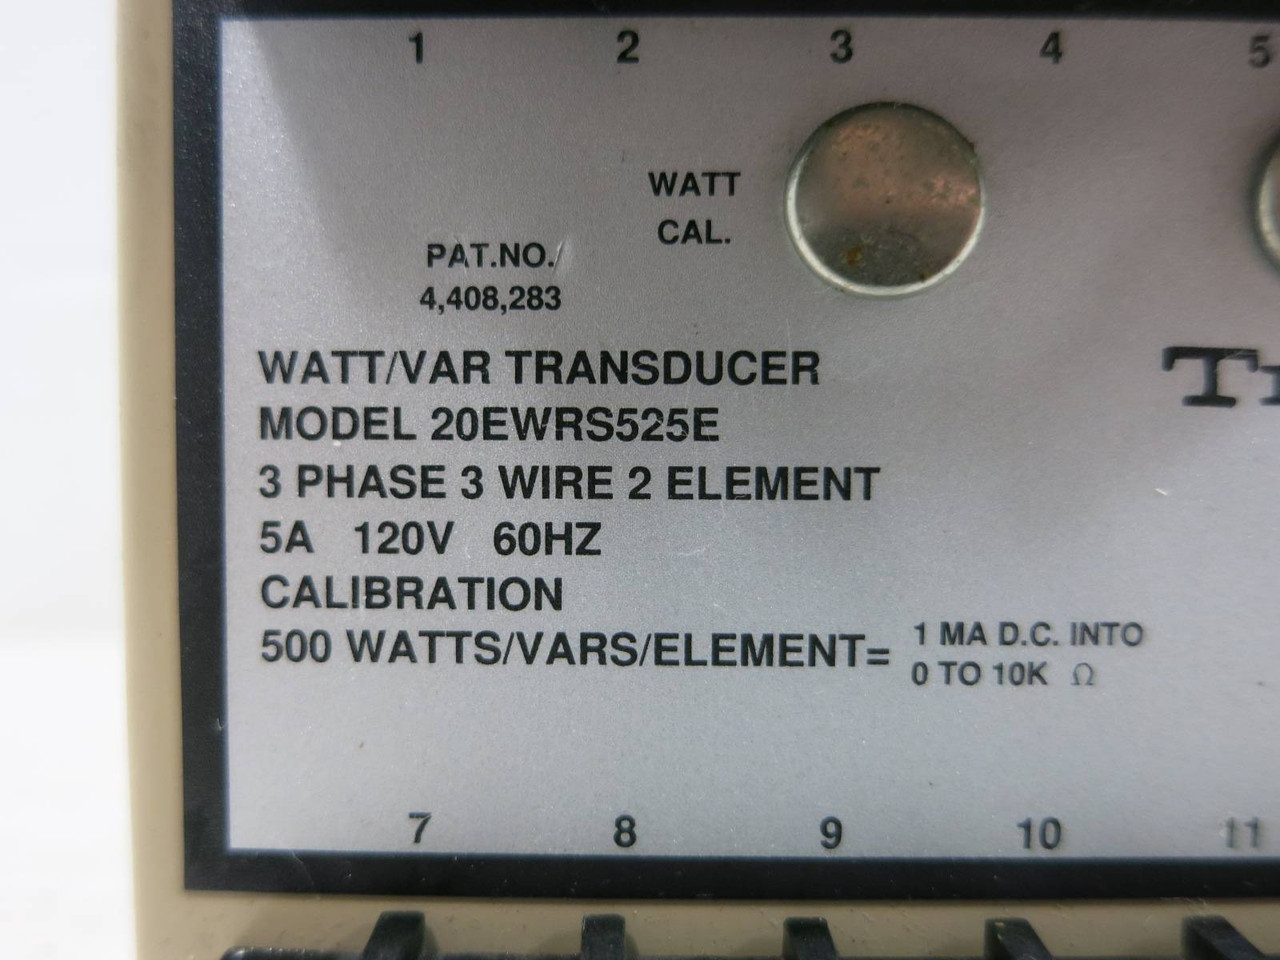 1 2 3 4 5
WATT
CAL.
PAT.NO.
4,408,283
WATT/VAR TRANSDUCER
MODEL 20EWRS525E
3 PHASE 3 WIRE 2 ELEMENT
5A 120V 60HZ
CALIBRATION
500 WATTS/VARS/ELEMENT= 1 MA D.C. INTO
0 TO 10K Ω
7 8 9 10 11